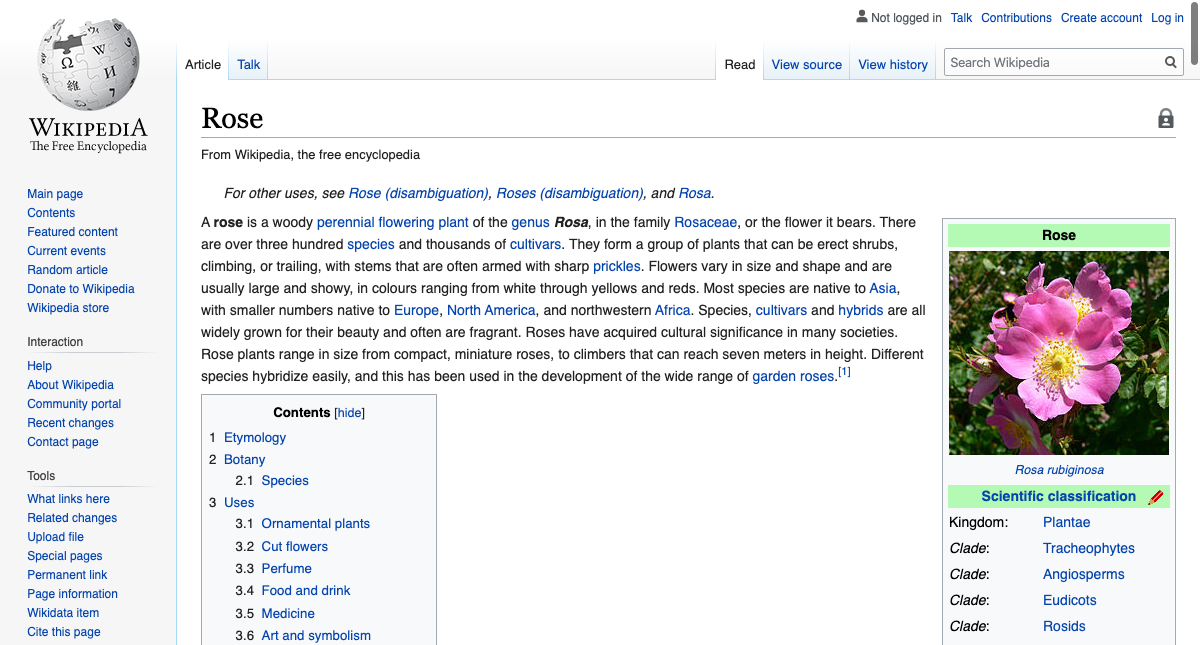 Not logged in Talk Contributions Create account Log in
Article Talk Read View source View history Search Wikipedia
WIKIPEDIA
The Free Encyclopedia
Main page
Contents
Featured content
Current events
Random article
Donate to Wikipedia
Wikipedia store
Interaction
Help
About Wikipedia
Community portal
Recent changes
Contact page
Tools
What links here
Related changes
Upload file
Special pages
Permanent link
Page information
Wikidata item
Cite this page
Rose
From Wikipedia, the free encyclopedia
For other uses, see Rose (disambiguation), Roses (disambiguation), and Rosa.
A rose is a woody perennial flowering plant of the genus Rosa, in the family Rosaceae, or the flower it bears. There
are over three hundred species and thousands of cultivars. They form a group of plants that can be erect shrubs,
climbing, or trailing, with stems that are often armed with sharp prickles. Flowers vary in size and shape and are
usually large and showy, in colours ranging from white through yellows and reds. Most species are native to Asia,
with smaller numbers native to Europe, North America, and northwestern Africa. Species, cultivars and hybrids are all
widely grown for their beauty and often are fragrant. Roses have acquired cultural significance in many societies.
Rose plants range in size from compact, miniature roses, to climbers that can reach seven meters in height. Different
species hybridize easily, and this has been used in the development of the wide range of garden roses.[1]
Contents [hide]
1 Etymology
2 Botany
2.1 Species
3 Uses
3.1 Ornamental plants
3.2 Cut flowers
3.3 Perfume
3.4 Food and drink
3.5 Medicine
3.6 Art and symbolism
Rose
Rosa rubiginosa
Scientific classification
Kingdom: Plantae
Clade: Tracheophytes
Clade: Angiosperms
Clade: Eudicots
Clade: Rosids